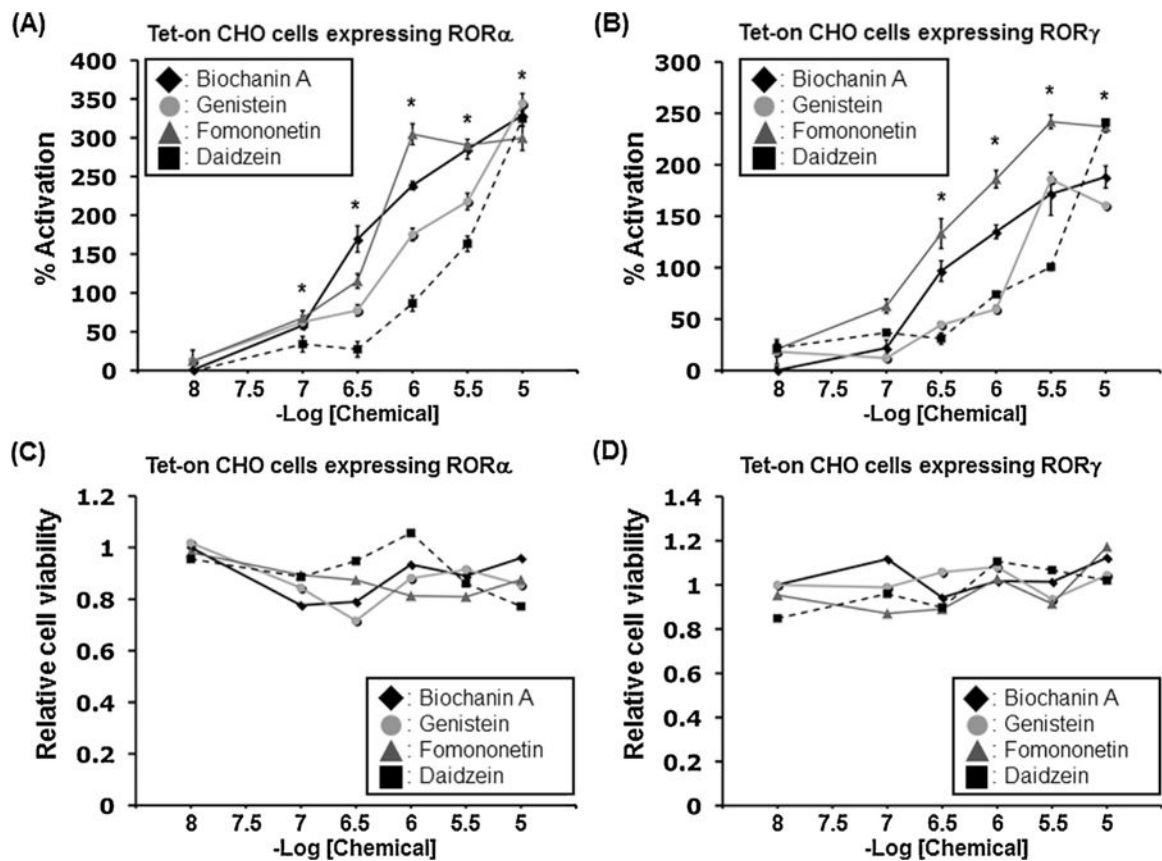 (A)
Tet-on CHO cells expressing RORα
400
350
300
250
200
150
100
50
0
% Activation
: Biochanin A
: Genistein
: Fomononetin
: Daidzein
* * * * *
8 7.5 7 6.5 6 5.5 5
-Log [Chemical]
(B)
Tet-on CHO cells expressing RORγ
300
250
200
150
100
50
0
% Activation
: Biochanin A
: Genistein
: Fomononetin
: Daidzein
* * * *
8 7.5 7 6.5 6 5.5 5
-Log [Chemical]
(C)
Tet-on CHO cells expressing RORα
1.2
1
0.8
0.6
0.4
0.2
0
Relative cell viability
: Biochanin A
: Genistein
: Fomononetin
: Daidzein
8 7.5 7 6.5 6 5.5 5
-Log [Chemical]
(D)
Tet-on CHO cells expressing RORγ
1.4
1.2
1
0.8
0.6
0.4
0.2
0
Relative cell viability
: Biochanin A
: Genistein
: Fomononetin
: Daidzein
8 7.5 7 6.5 6 5.5 5
-Log [Chemical]